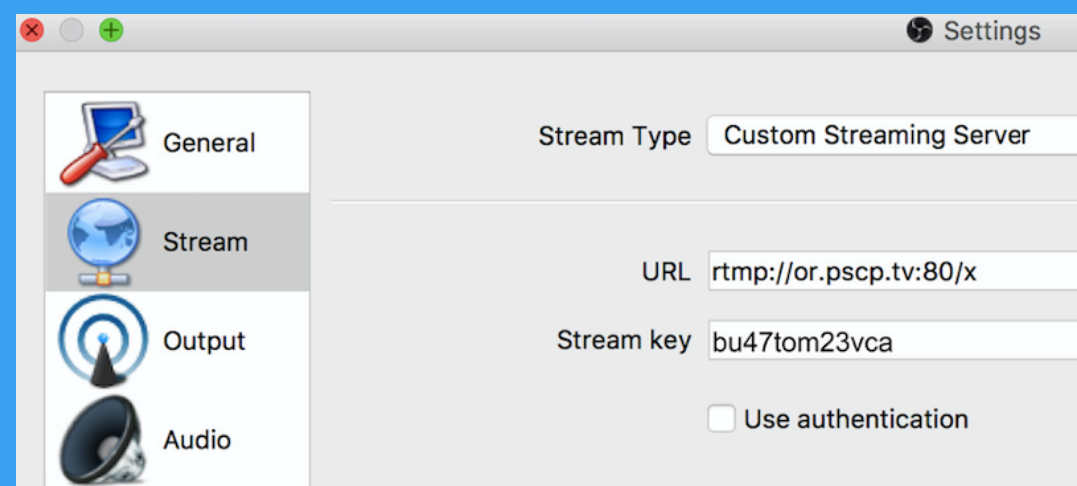 Settings
General
Stream Type Custom Streaming Server
Stream
URL rtmp://or.pscp.tv:80/x
Output
Stream key bu47tom23vca
Use authentication
Audio